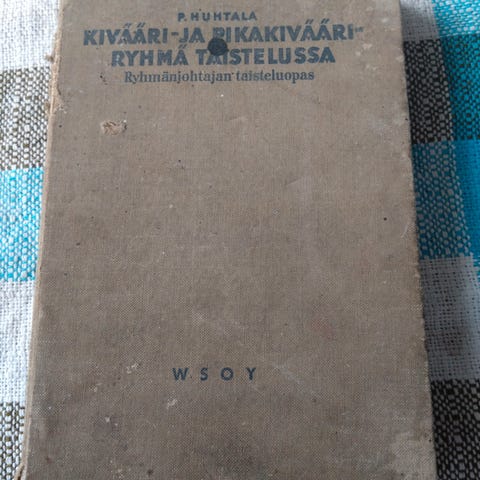 P. HUHTALA
KIVÄÄRI- JA PIKAKIVÄÄRI-
RYHMÄ TAISTELUSSA
Ryhmänjohtajan taisteluopas
WSOY